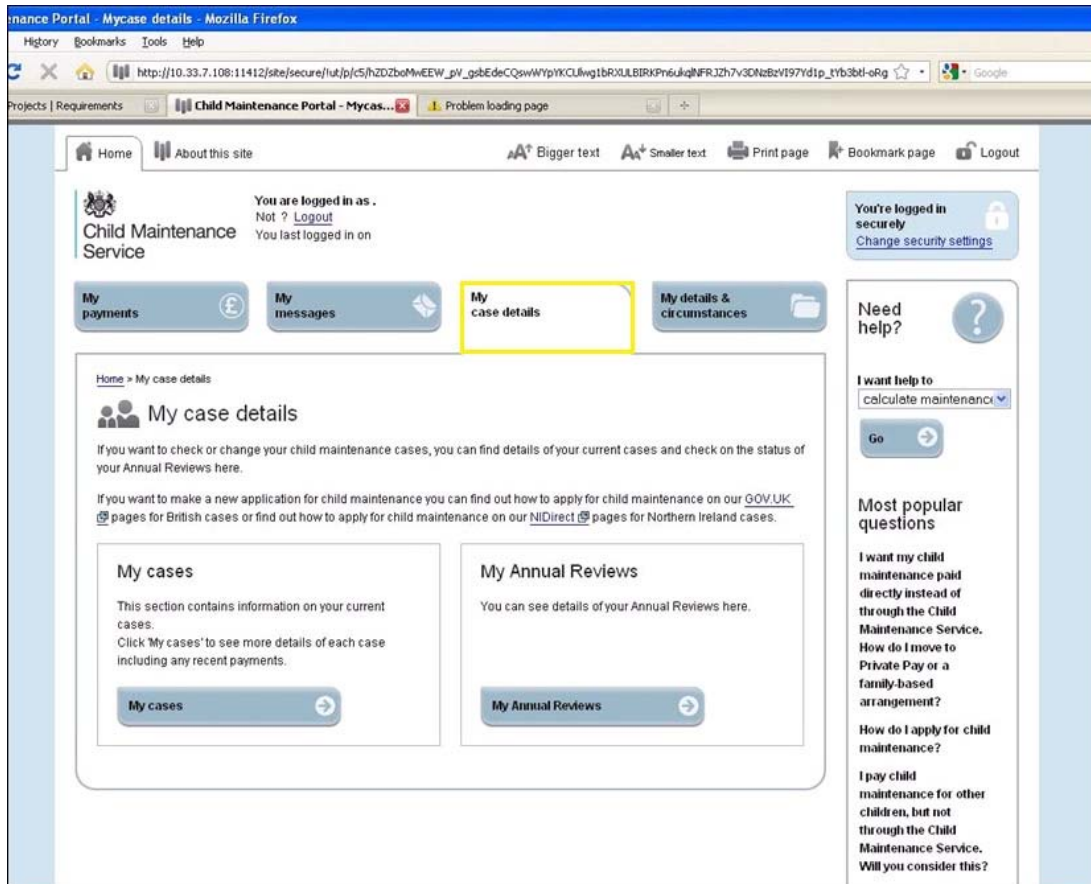 nance Portal - Mycase details - Mozilla Firefox
History Bookmarks Tools Help
Google
Projects | Requirements
Child Maintenance Portal - Mycas...
Problem loading page
Home
About this site
Bigger text
Smaller text
Print page
Bookmark page
Logout
Child Maintenance
Service
You are logged in as .
Not ? Logout
You last logged in on
You're logged in
securely
Change security settings
My
payments
My
messages
My
case details
My details &
circumstances
Home > My case details
My case details
If you want to check or change your child maintenance cases, you can find details of your current cases and check on the status of
your Annual Reviews here.
If you want to make a new application for child maintenance you can find out how to apply for child maintenance on our GOV.UK
pages for British cases or find out how to apply for child maintenance on our NIDirect pages for Northern Ireland cases.
My cases
This section contains information on your current
cases.
Click 'My cases' to see more details of each case
including any recent payments.
My cases
My Annual Reviews
You can see details of your Annual Reviews here.
My Annual Reviews
Need
help?
I want help to
calculate maintenanc
Go
Most popular
questions
I want my child
maintenance paid
directly instead of
through the Child
Maintenance Service.
How do I move to
Private Pay or a
family-based
arrangement?
How do I apply for child
maintenance?
I pay child
maintenance for other
children, but not
through the Child
Maintenance Service.
Will you consider this?